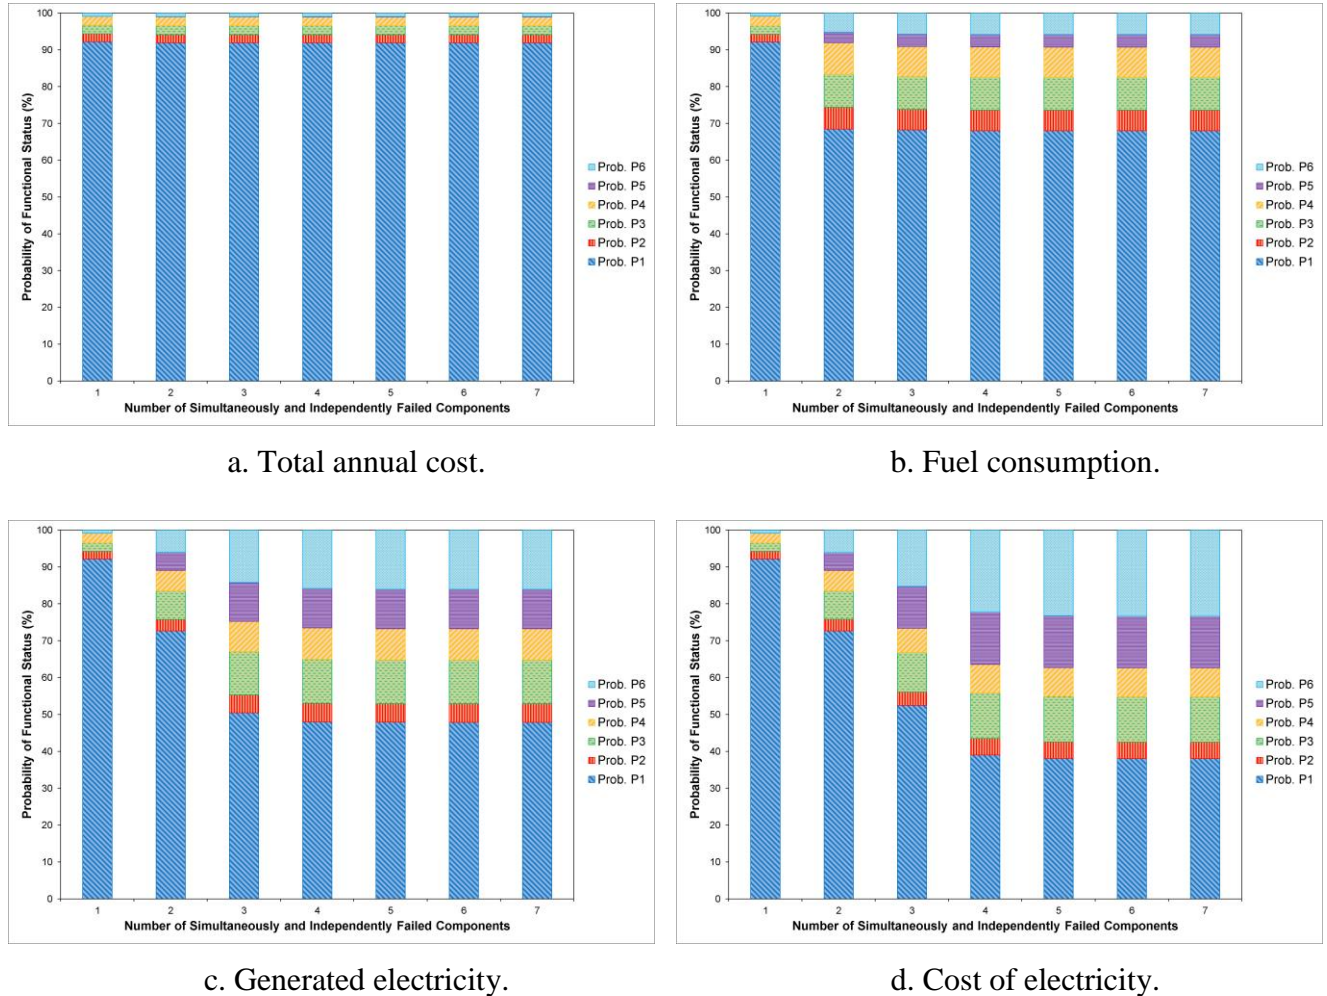 100
90
80
70
60
50
40
30
20
10
0
Probability of Functional Status (%)
1 2 3 4 5 6 7
Number of Simultaneously and Independently Failed Components
Prob. P6
Prob. P5
Prob. P4
Prob. P3
Prob. P2
Prob. P1
a. Total annual cost.
100
90
80
70
60
50
40
30
20
10
0
Probability of Functional Status (%)
1 2 3 4 5 6 7
Number of Simultaneously and Independently Failed Components
Prob. P6
Prob. P5
Prob. P4
Prob. P3
Prob. P2
Prob. P1
b. Fuel consumption.
100
90
80
70
60
50
40
30
20
10
0
Probability of Functional Status (%)
1 2 3 4 5 6 7
Number of Simultaneously and Independently Failed Components
Prob. P6
Prob. P5
Prob. P4
Prob. P3
Prob. P2
Prob. P1
c. Generated electricity.
100
90
80
70
60
50
40
30
20
10
0
Probability of Functional Status (%)
1 2 3 4 5 6 7
Number of Simultaneously and Independently Failed Components
Prob. P6
Prob. P5
Prob. P4
Prob. P3
Prob. P2
Prob. P1
d. Cost of electricity.